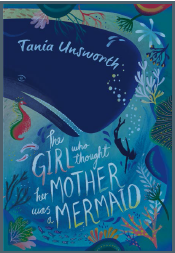 Tania Unsworth
The
GIRL who
thought
her MOTHER
was a
MERMAID